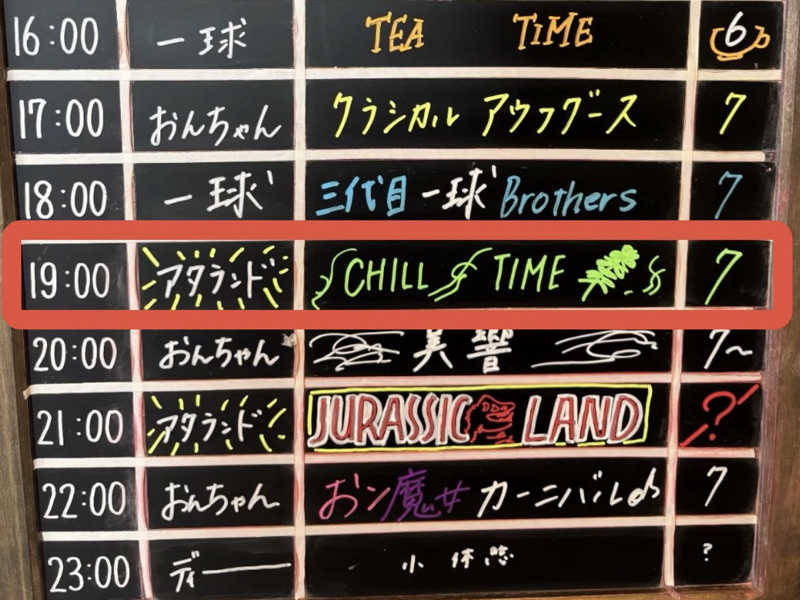 16:00 一球 TEA TIME 6
17:00 おんちゃん クラシカル アウフグース 7
18:00 一球 三代目 一球 Brothers 7
19:00 アタランド CHILL TIME 7
20:00 おんちゃん 美響 7～
21:00 アタランド JURASSIC LAND ?
22:00 おんちゃん おン魔女 カーニバル♪ 7
23:00 ディー 小休憩 ?